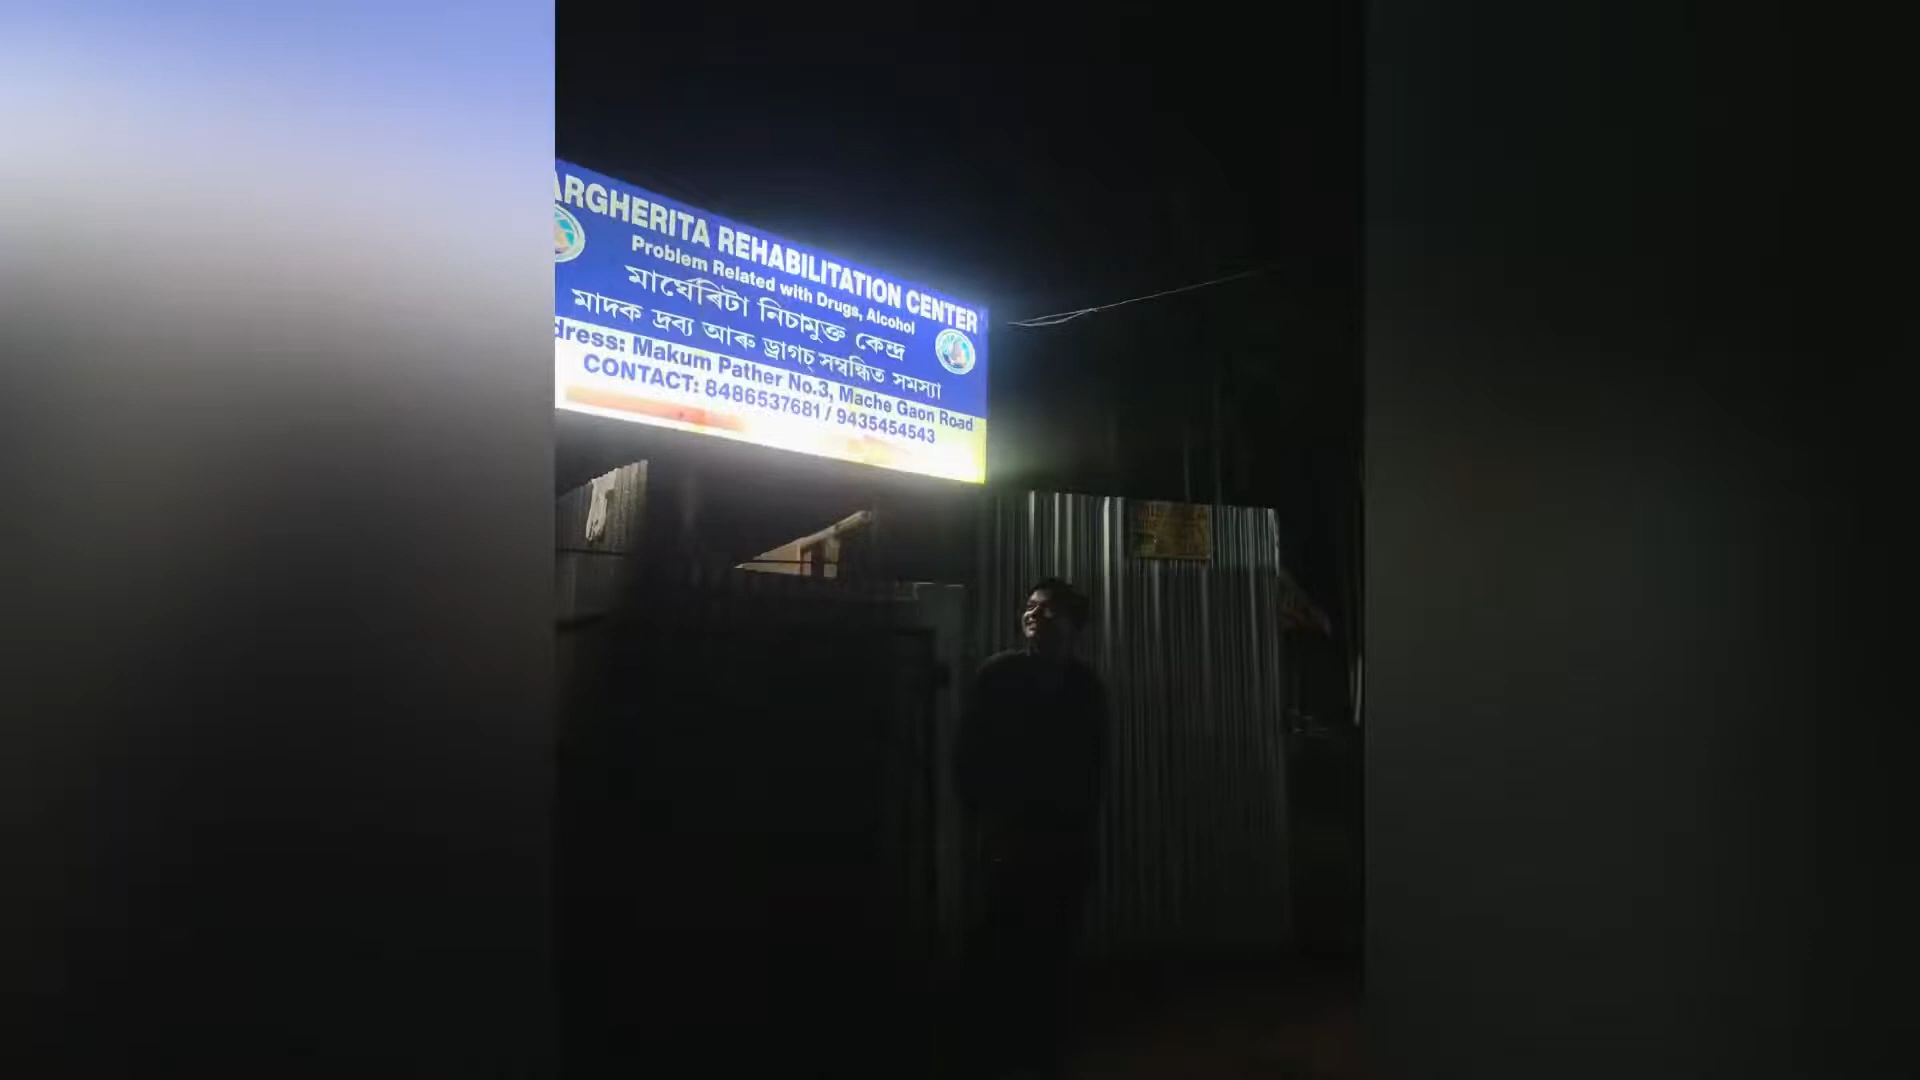 ARGHERITA REHABILITATION CENTER
Problem Related with Drugs, Alcohol
মাৰ্ঘেৰিটা নিচামুক্ত কেন্দ্ৰ
মাদক দ্ৰব্য আৰু ড্ৰাগচ্ সম্বন্ধিত সমস্যা
dress: Makum Pather No.3, Mache Gaon Road
CONTACT: 8486537681 / 9435454543